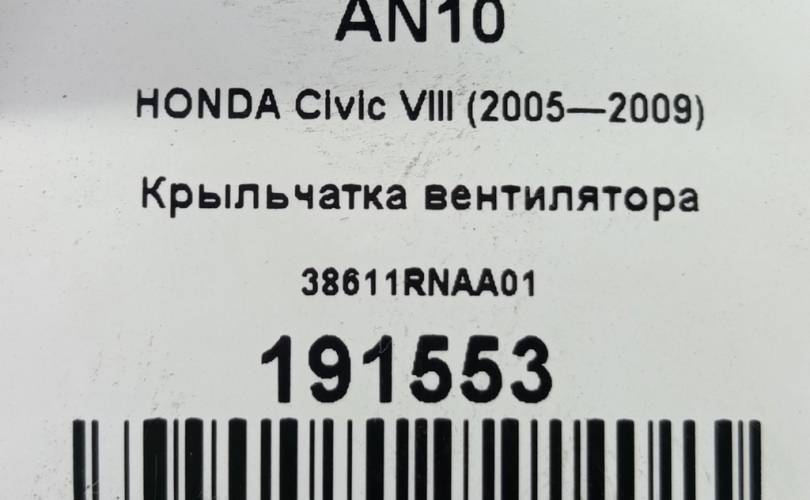 AN10
HONDA Civic VIII (2005—2009)
Крыльчатка вентилятора
38611RNAA01
191553